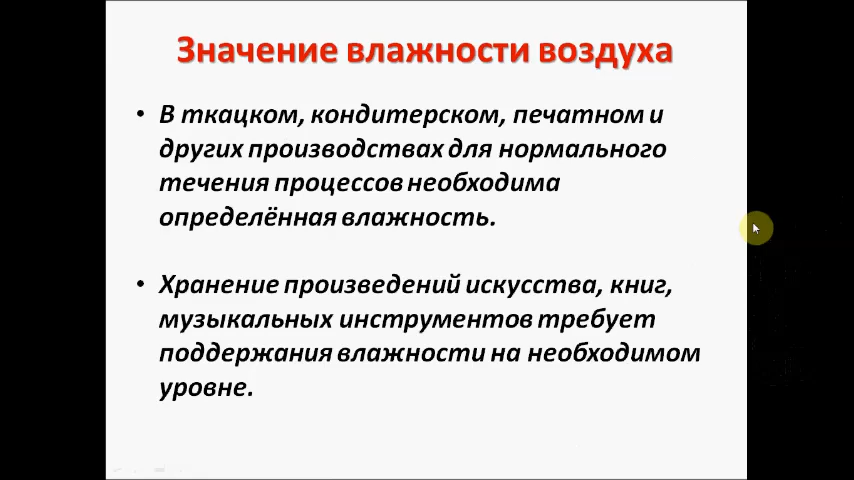 Значение влажности воздуха
• В ткацком, кондитерском, печатном и
других производствах для нормального
течения процессов необходима
определённая влажность.
• Хранение произведений искусства, книг,
музыкальных инструментов требует
поддержания влажности на необходимом
уровне.